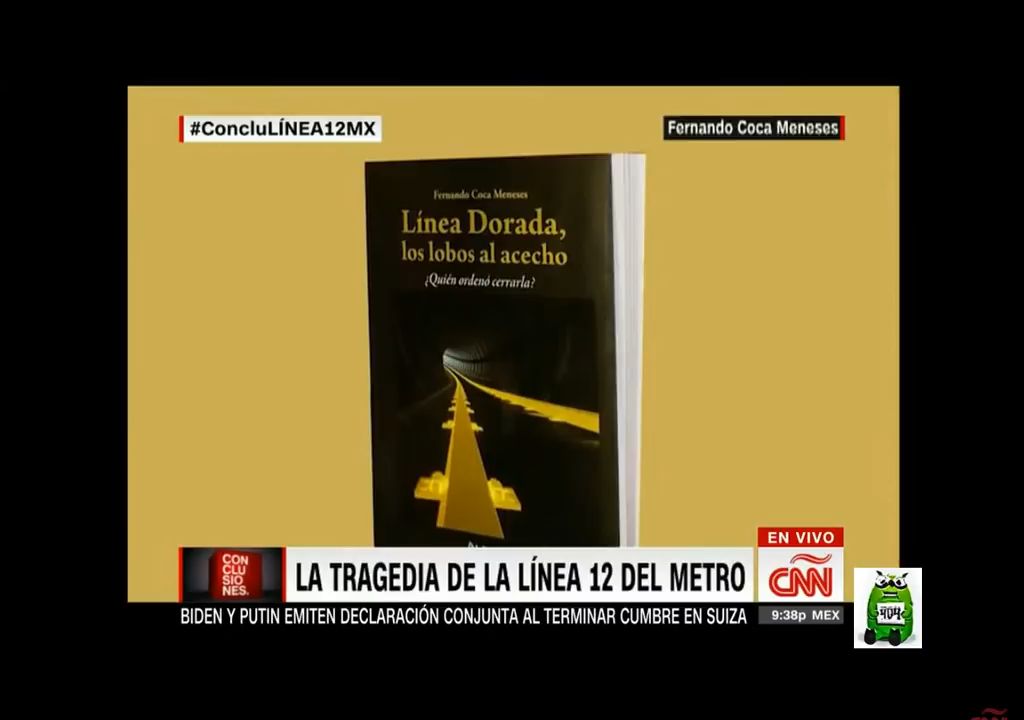 #ConcluLÍNEA12MX
Fernando Coca Meneses
Fernando Coca Meneses
Línea Dorada,
los lobos al acecho
¿Quién ordenó cerrarla?
CON
CLU
SIO
NES.
LA TRAGEDIA DE LA LÍNEA 12 DEL METRO
EN VIVO
CNN
BIDEN Y PUTIN EMITEN DECLARACIÓN CONJUNTA AL TERMINAR CUMBRE EN SUIZA
9:38p MEX
404